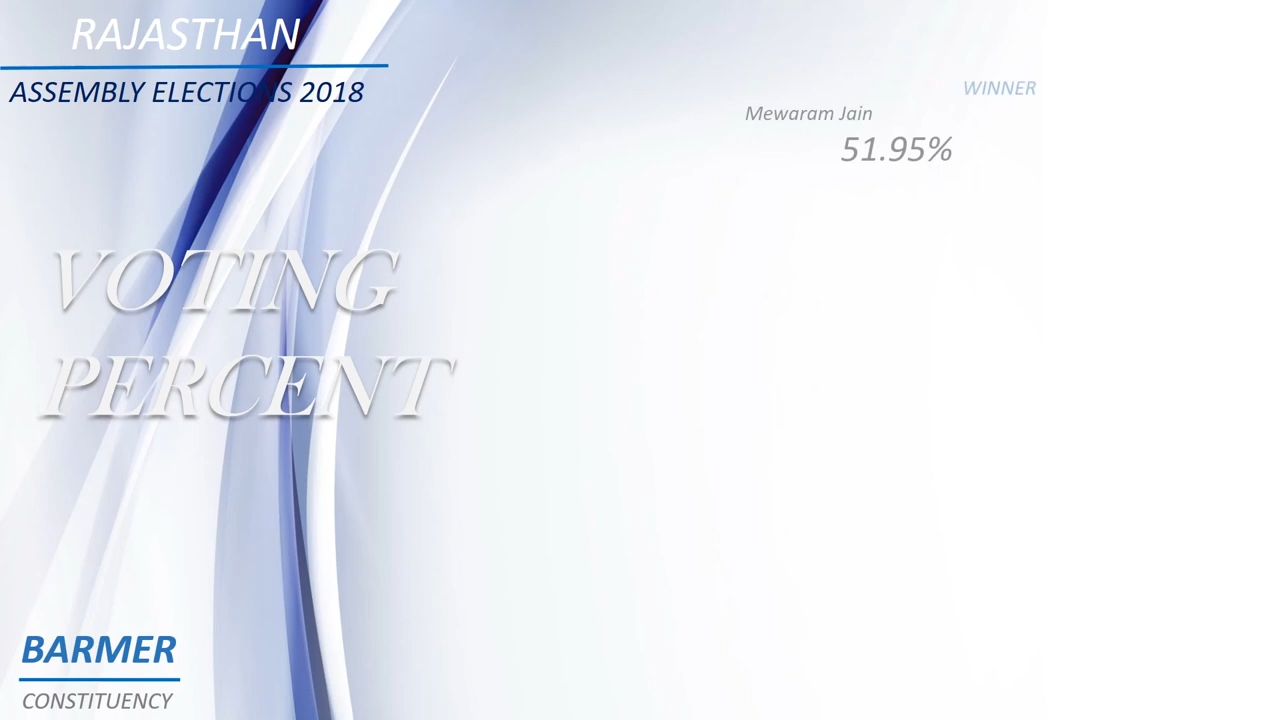 RAJASTHAN
ASSEMBLY ELECTIONS 2018
WINNER
Mewaram Jain
51.95%
VOTING
PERCENT
BARMER
CONSTITUENCY